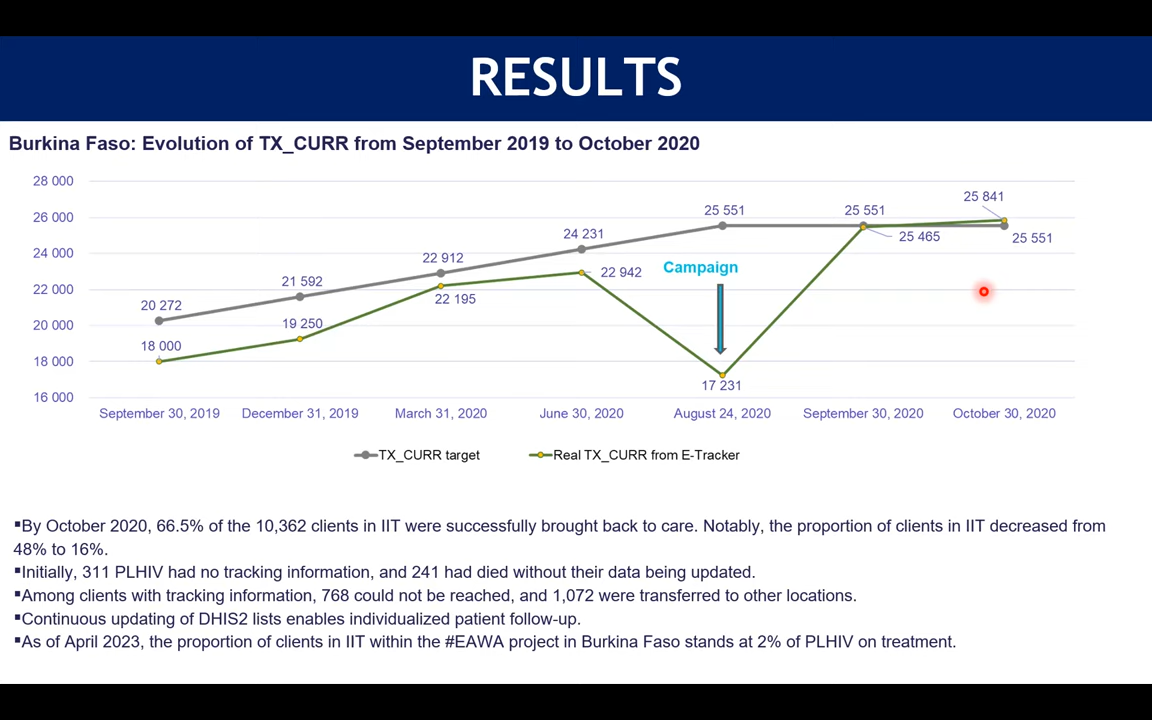 RESULTS
Burkina Faso: Evolution of TX_CURR from September 2019 to October 2020
28 000
26 000
24 000
22 000
20 000
18 000
16 000
20 272
21 592
22 912
24 231
25 551
25 551
25 551
18 000
19 250
22 195
22 942
17 231
25 465
25 841
Campaign
September 30, 2019
December 31, 2019
March 31, 2020
June 30, 2020
August 24, 2020
September 30, 2020
October 30, 2020
TX_CURR target
Real TX_CURR from E-Tracker
▪By October 2020, 66.5% of the 10,362 clients in IIT were successfully brought back to care. Notably, the proportion of clients in IIT decreased from
48% to 16%.
▪Initially, 311 PLHIV had no tracking information, and 241 had died without their data being updated.
▪Among clients with tracking information, 768 could not be reached, and 1,072 were transferred to other locations.
▪Continuous updating of DHIS2 lists enables individualized patient follow-up.
▪As of April 2023, the proportion of clients in IIT within the #EAWA project in Burkina Faso stands at 2% of PLHIV on treatment.